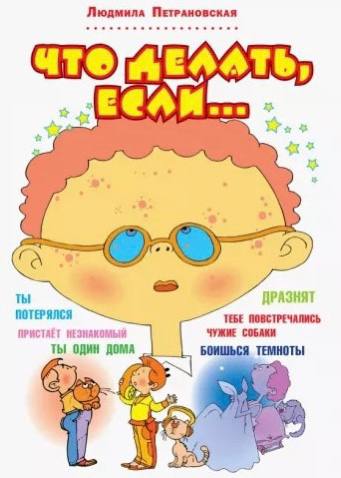 Людмила Петрановская
ЧТО ДЕЛАТЬ,
ЕСЛИ...
ТЫ
ПОТЕРЯЛСЯ
ПРИСТАЁТ НЕЗНАКОМЫЙ
ТЫ ОДИН ДОМА
ДРАЗНЯТ
ТЕБЕ ПОВСТРЕЧАЛИСЬ
ЧУЖИЕ СОБАКИ
БОИШЬСЯ ТЕМНОТЫ